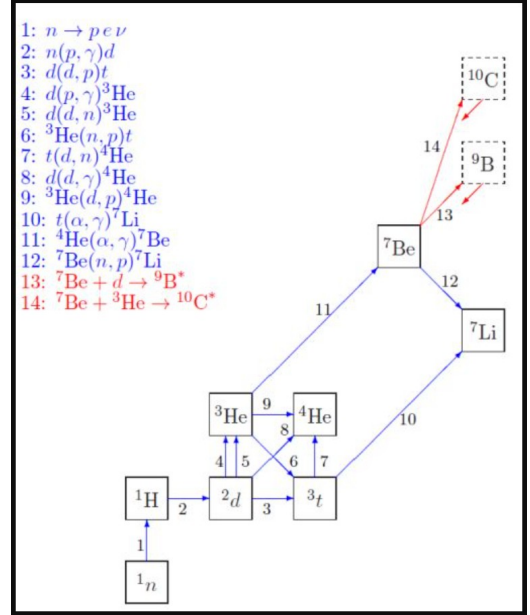 1: n → p e ν
2: n(p, γ)d
3: d(d, p)t
4: d(p, γ)³He
5: d(d, n)³He
6: ³He(n, p)t
7: t(d, n)⁴He
8: d(d, γ)⁴He
9: ³He(d, p)⁴He
10: t(α, γ)⁷Li
11: ⁴He(α, γ)⁷Be
12: ⁷Be(n, p)⁷Li
13: ⁷Be + d → ⁹B*
14: ⁷Be + ³He → ¹⁰C*
¹⁰C
14
⁹B
13
⁷Be
12
11
⁷Li
³He
9
⁴He
10
8
4
5
6
7
¹H
2
²d
3
³t
1
¹n